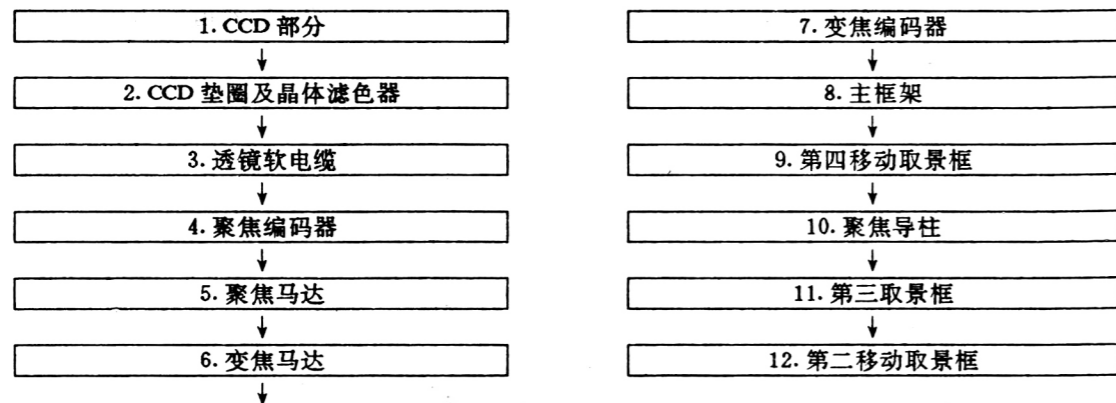 1. CCD 部分
2. CCD 垫圈及晶体滤色器
3. 透镜软电缆
4. 聚焦编码器
5. 聚焦马达
6. 变焦马达
7. 变焦编码器
8. 主框架
9. 第四移动取景框
10. 聚焦导柱
11. 第三取景框
12. 第二移动取景框